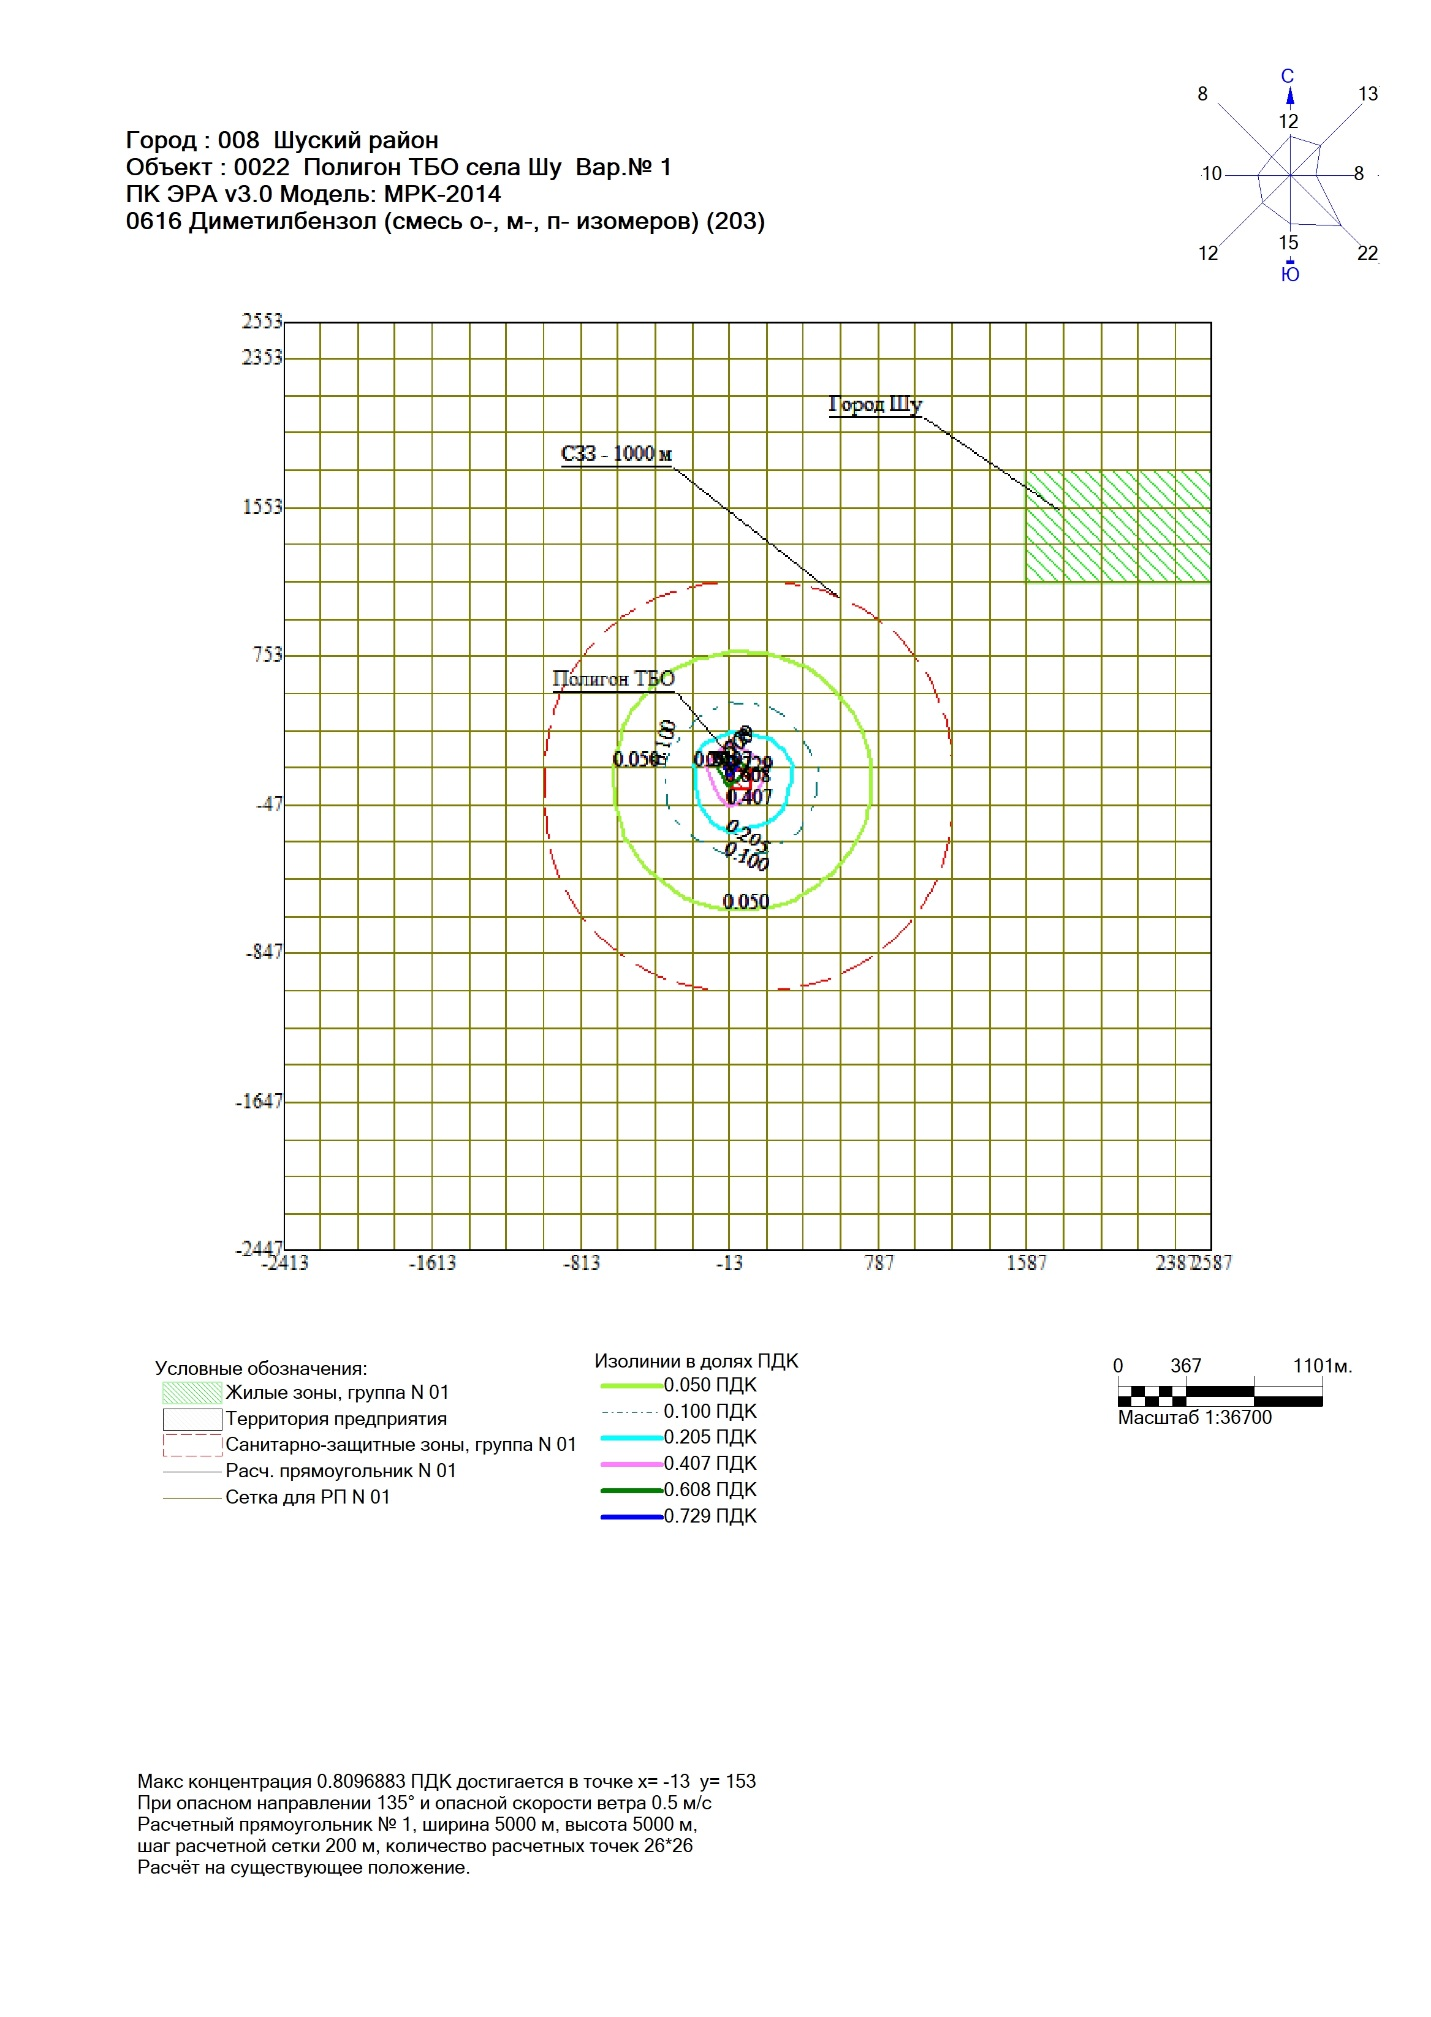 Город : 008 Шуский район
Объект : 0022 Полигон ТБО села Шу Вар.№ 1
ПК ЭРА v3.0 Модель: МРК-2014
0616 Диметилбензол (смесь о-, м-, п- изомеров) (203)
С
8
13
12
10
8
15
12
22
Ю
2553
2353
Город Шу
СЗЗ - 1000 м
1553
753
Полигон ТБО
0.100
0.050
0.407
-47
0.205
0.100
0.050
-847
-1647
-2447
-2413
-1613
-813
-13
787
1587
2387
2587
Условные обозначения:
Жилые зоны, группа N 01
Территория предприятия
Санитарно-защитные зоны, группа N 01
Расч. прямоугольник N 01
Сетка для РП N 01
Изолинии в долях ПДК
0.050 ПДК
0.100 ПДК
0.205 ПДК
0.407 ПДК
0.608 ПДК
0.729 ПДК
0 367 1101м.
Масштаб 1:36700
Макс концентрация 0.8096883 ПДК достигается в точке x= -13 y= 153
При опасном направлении 135° и опасной скорости ветра 0.5 м/с
Расчетный прямоугольник № 1, ширина 5000 м, высота 5000 м,
шаг расчетной сетки 200 м, количество расчетных точек 26*26
Расчёт на существующее положение.